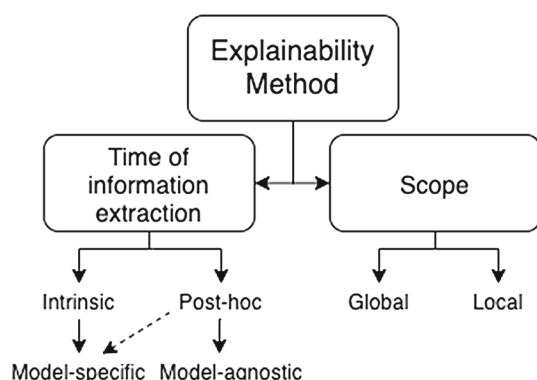 Explainability
Method
Time of
information
extraction
Scope
Intrinsic
Post-hoc
Global
Local
Model-specific
Model-agnostic